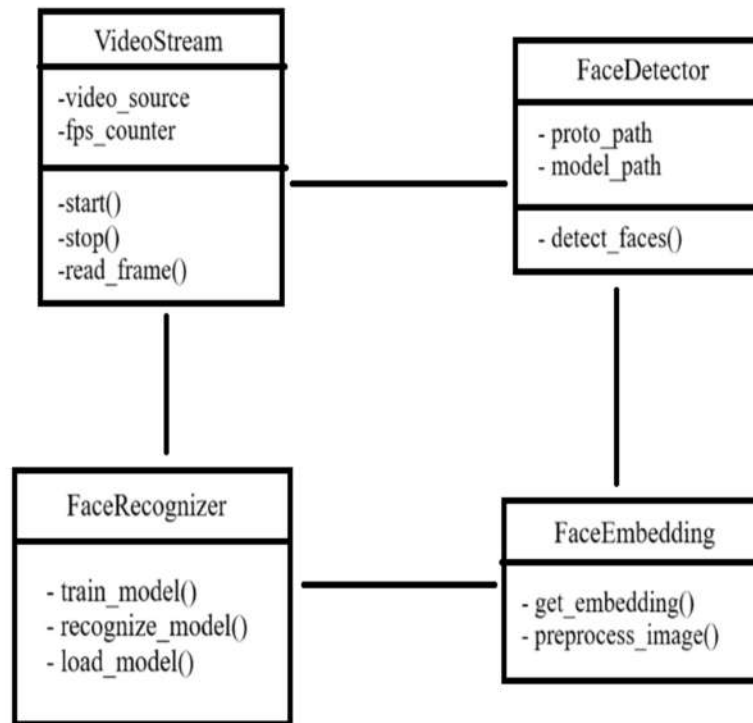 VideoStream
-video_source
-fps_counter
-start()
-stop()
-read_frame()
FaceDetector
- proto_path
- model_path
- detect_faces()
FaceRecognizer
- train_model()
- recognize_model()
- load_model()
FaceEmbedding
- get_embedding()
- preprocess_image()